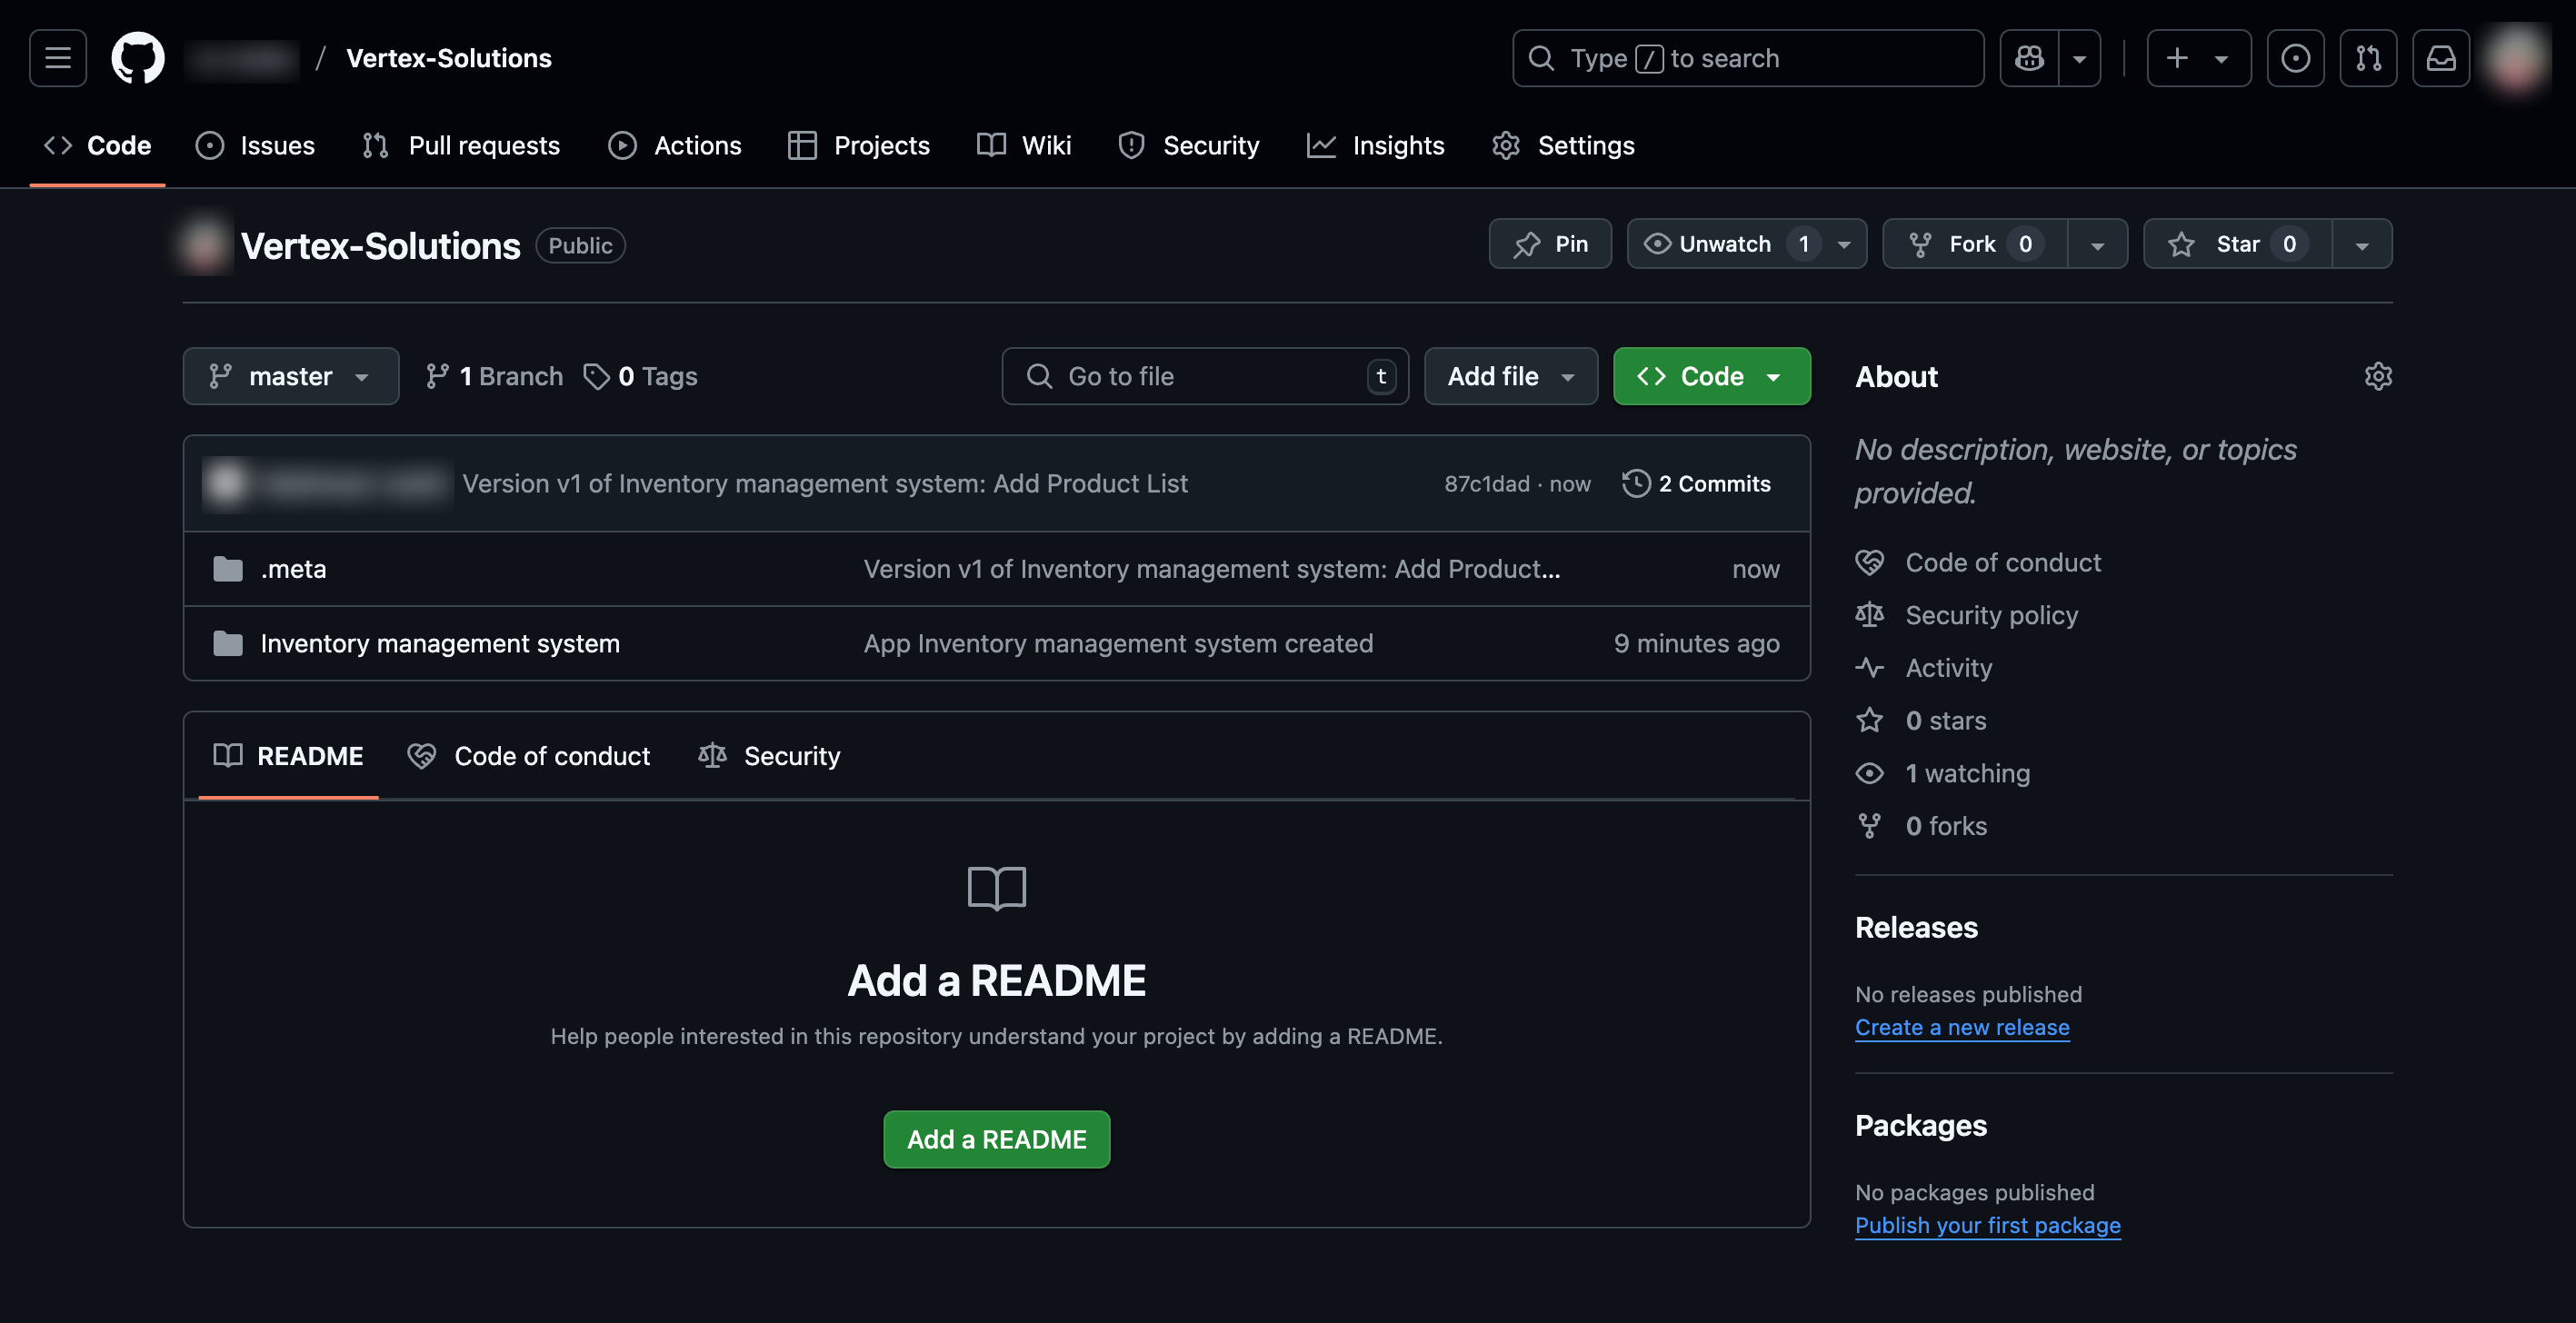 / Vertex-Solutions
Type / to search
Code Issues Pull requests Actions Projects Wiki Security Insights Settings
Vertex-Solutions Public
Pin Unwatch 1 Fork 0 Star 0
master 1 Branch 0 Tags Go to file t Add file Code
Version v1 of Inventory management system: Add Product List 87c1dad · now 2 Commits
.meta Version v1 of Inventory management system: Add Product... now
Inventory management system App Inventory management system created 9 minutes ago
README Code of conduct Security
Add a README
Help people interested in this repository understand your project by adding a README.
Add a README
About
No description, website, or topics
provided.
Code of conduct
Security policy
Activity
0 stars
1 watching
0 forks
Releases
No releases published
Create a new release
Packages
No packages published
Publish your first package